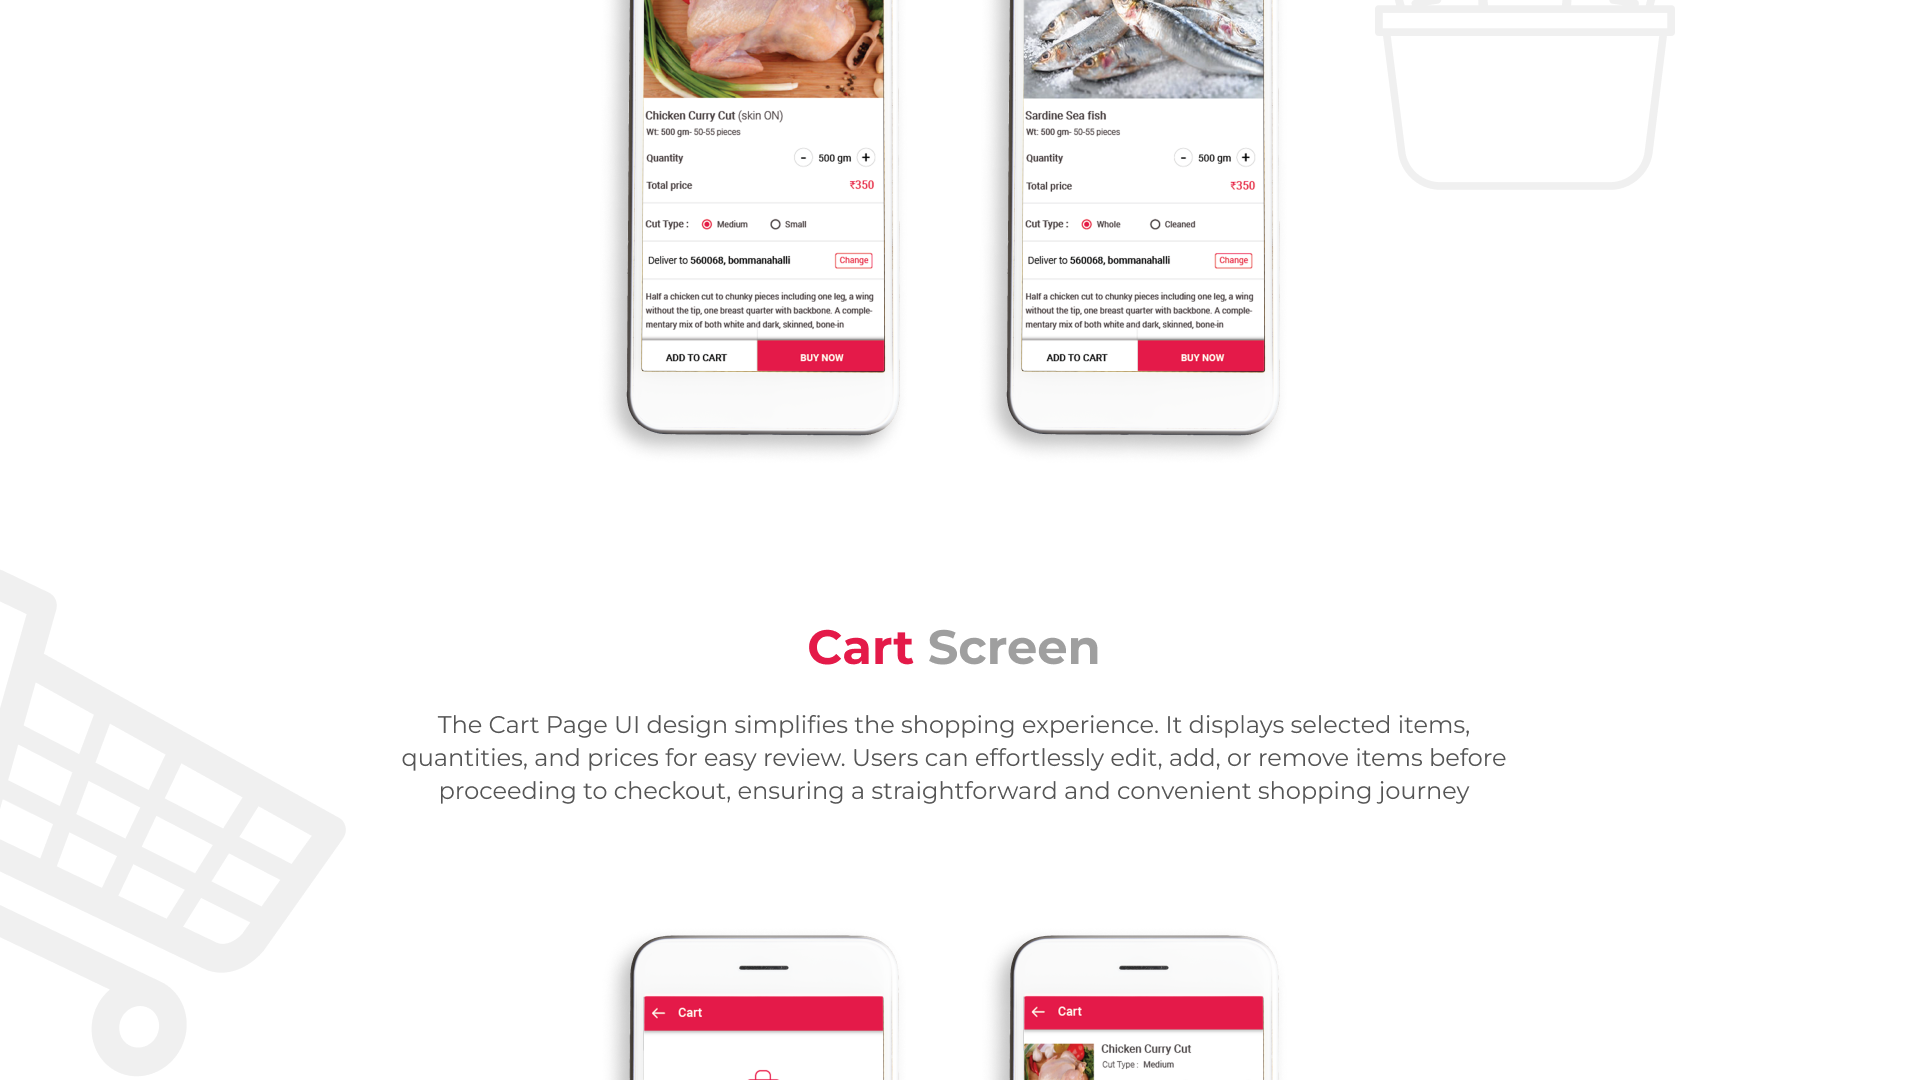 Chicken Curry Cut (skin ON)
Wt: 500 gm- 50-55 pieces
Quantity - 500 gm +
Total price ₹350
Cut Type : Medium Small
Deliver to 560068, bommanahalli Change
Half a chicken cut to chunky pieces including one leg, a wing
without the tip, one breast quarter with backbone. A comple-
mentary mix of both white and dark, skinned, bone-in
ADD TO CART BUY NOW
Sardine Sea fish
Wt: 500 gm- 50-55 pieces
Quantity - 500 gm +
Total price ₹350
Cut Type : Whole Cleaned
Deliver to 560068, bommanahalli Change
Half a chicken cut to chunky pieces including one leg, a wing
without the tip, one breast quarter with backbone. A comple-
mentary mix of both white and dark, skinned, bone-in
ADD TO CART BUY NOW
Cart Screen
The Cart Page UI design simplifies the shopping experience. It displays selected items,
quantities, and prices for easy review. Users can effortlessly edit, add, or remove items before
proceeding to checkout, ensuring a straightforward and convenient shopping journey
Cart
Cart
Chicken Curry Cut
Cut Type : Medium